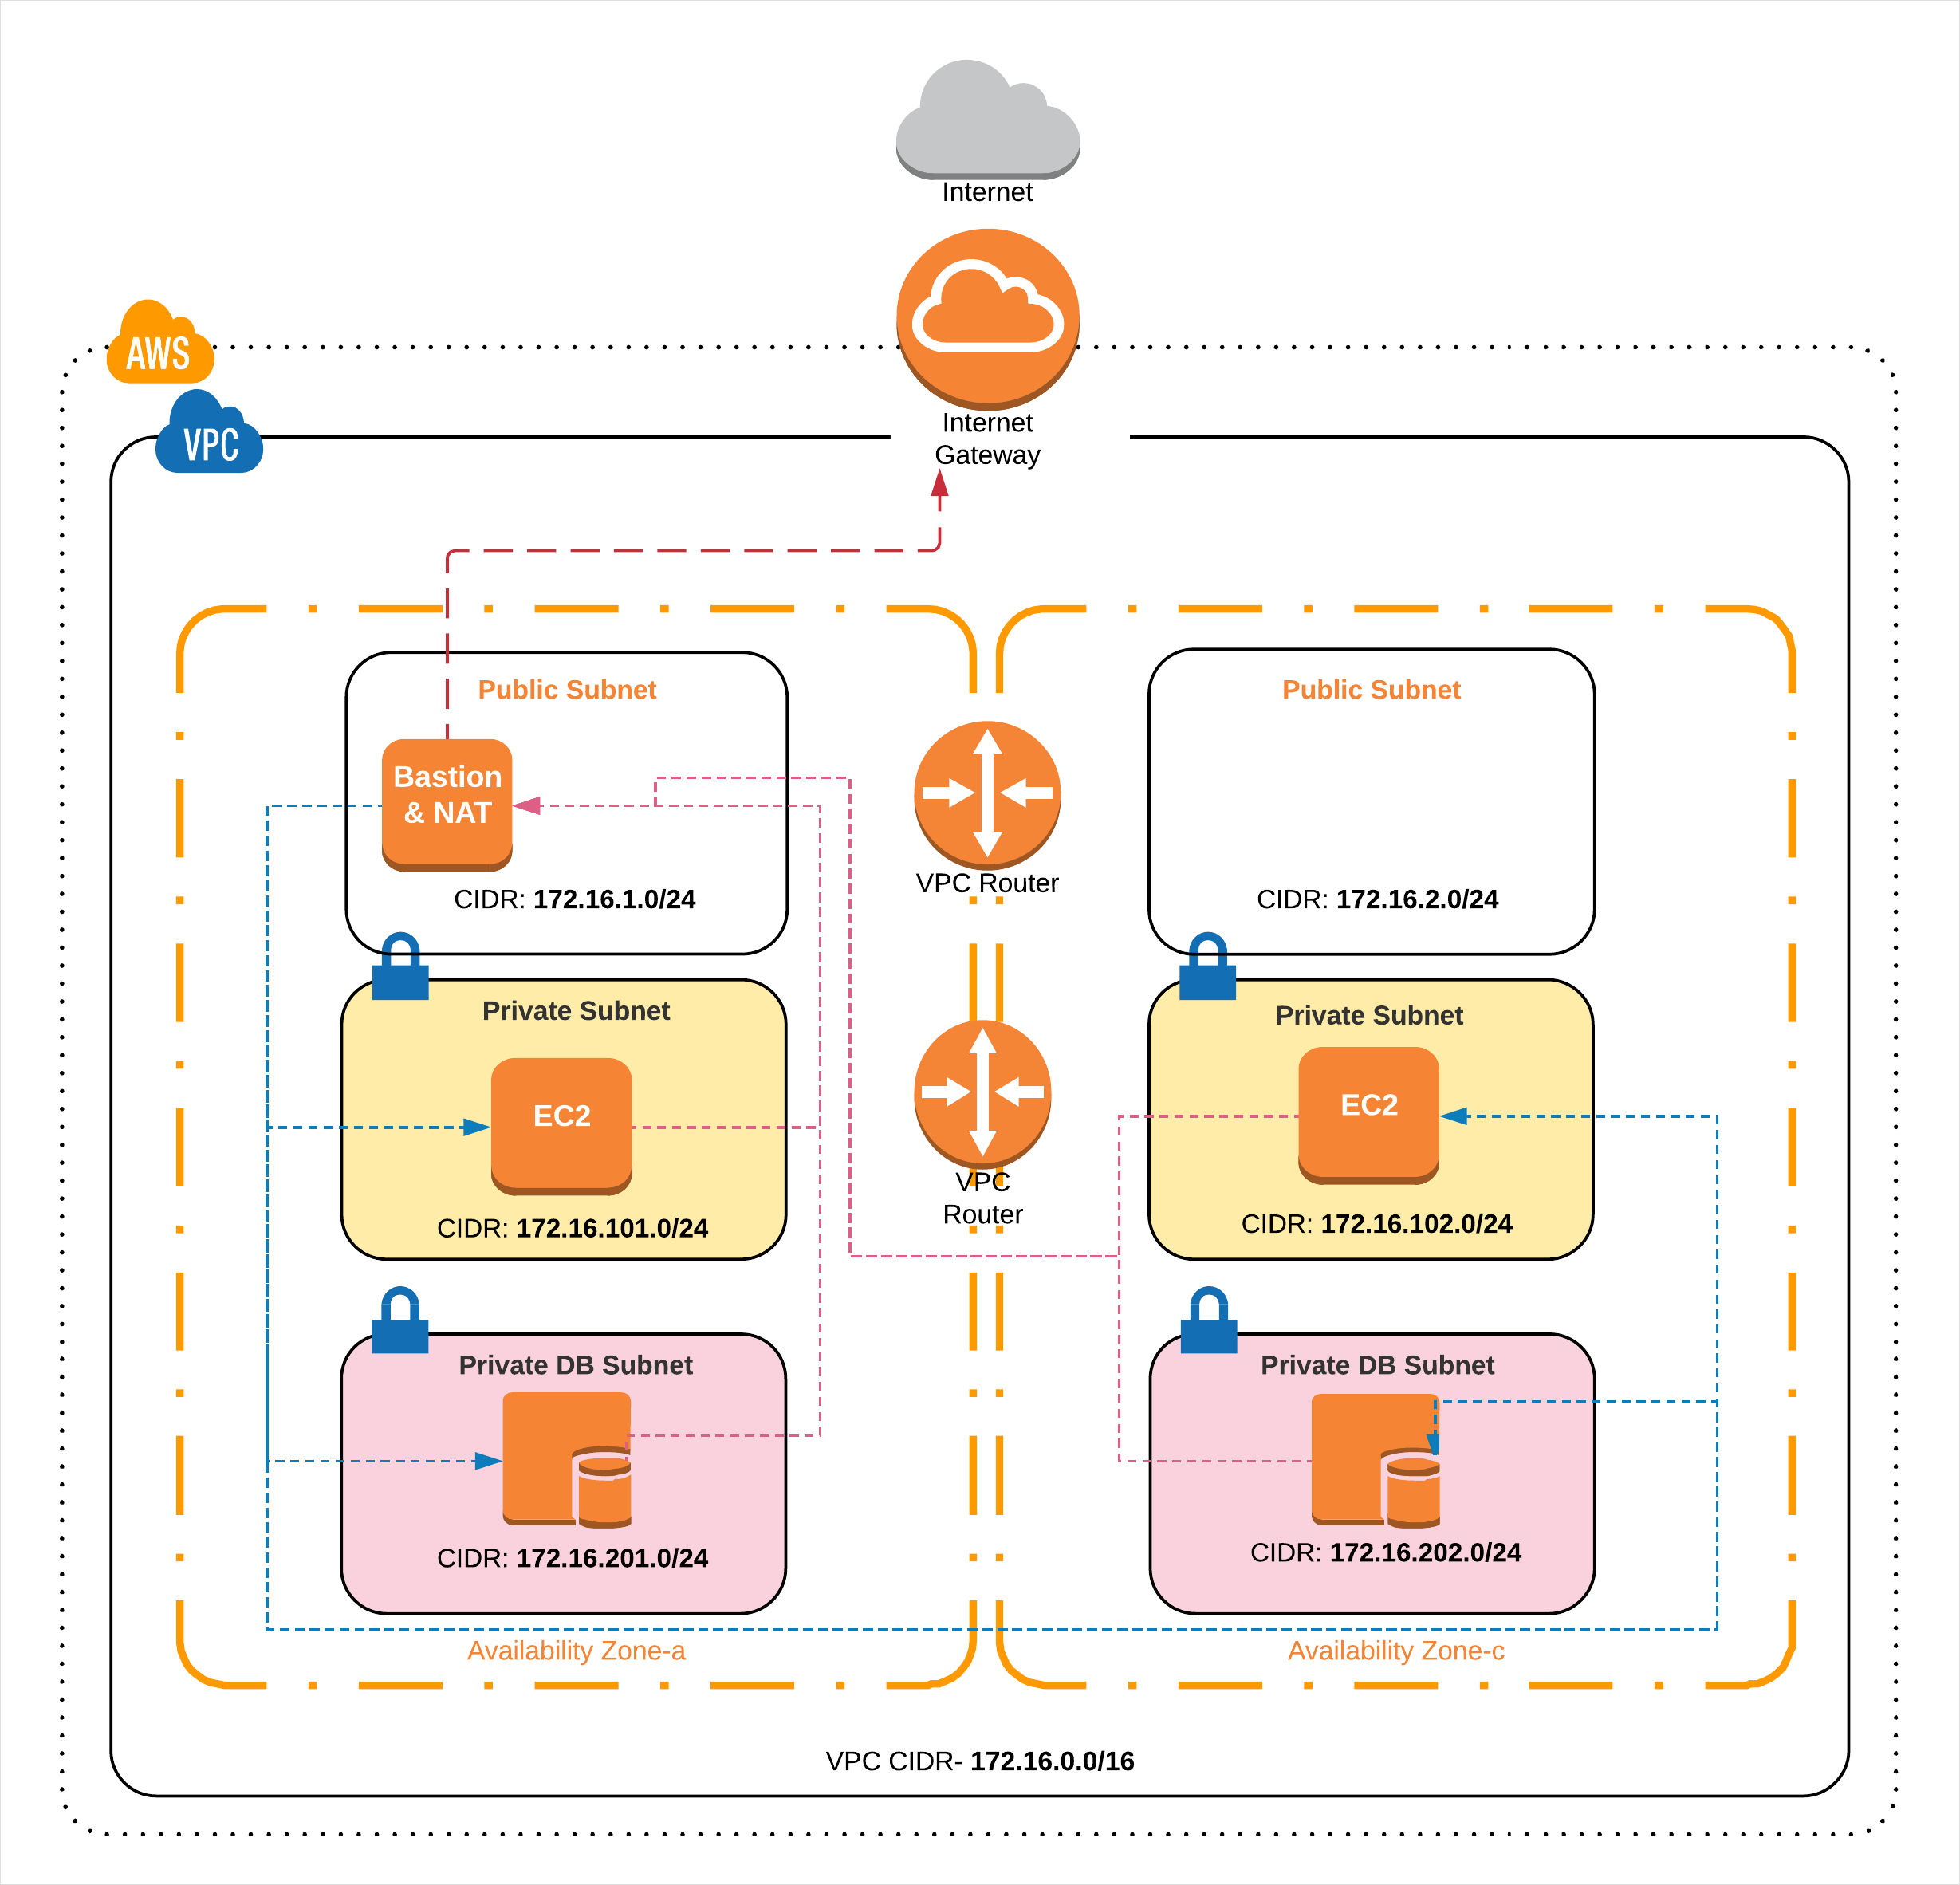 Internet
AWS
VPC
Internet
Gateway
Public Subnet
Public Subnet
Bastion
& NAT
VPC Router
CIDR: 172.16.1.0/24
CIDR: 172.16.2.0/24
Private Subnet
Private Subnet
EC2
EC2
VPC
Router
CIDR: 172.16.101.0/24
CIDR: 172.16.102.0/24
Private DB Subnet
Private DB Subnet
CIDR: 172.16.201.0/24
CIDR: 172.16.202.0/24
Availability Zone-a
Availability Zone-c
VPC CIDR- 172.16.0.0/16